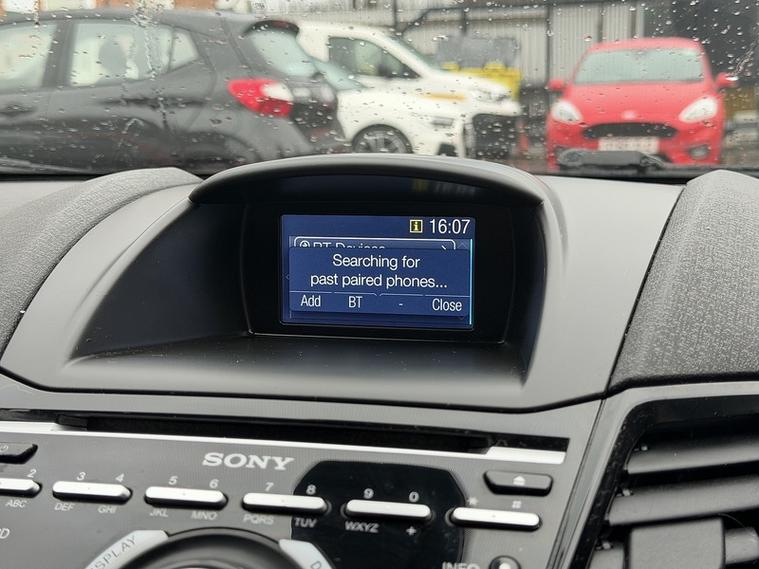 16:07
BT Devices
Searching for
past paired phones...
Add BT - Close
SONY
2 3 4 5 6 7 8 9 0 * #
ABC DEF GHI JKL MNO PQRS TUV WXYZ +
DISPLAY
INFO